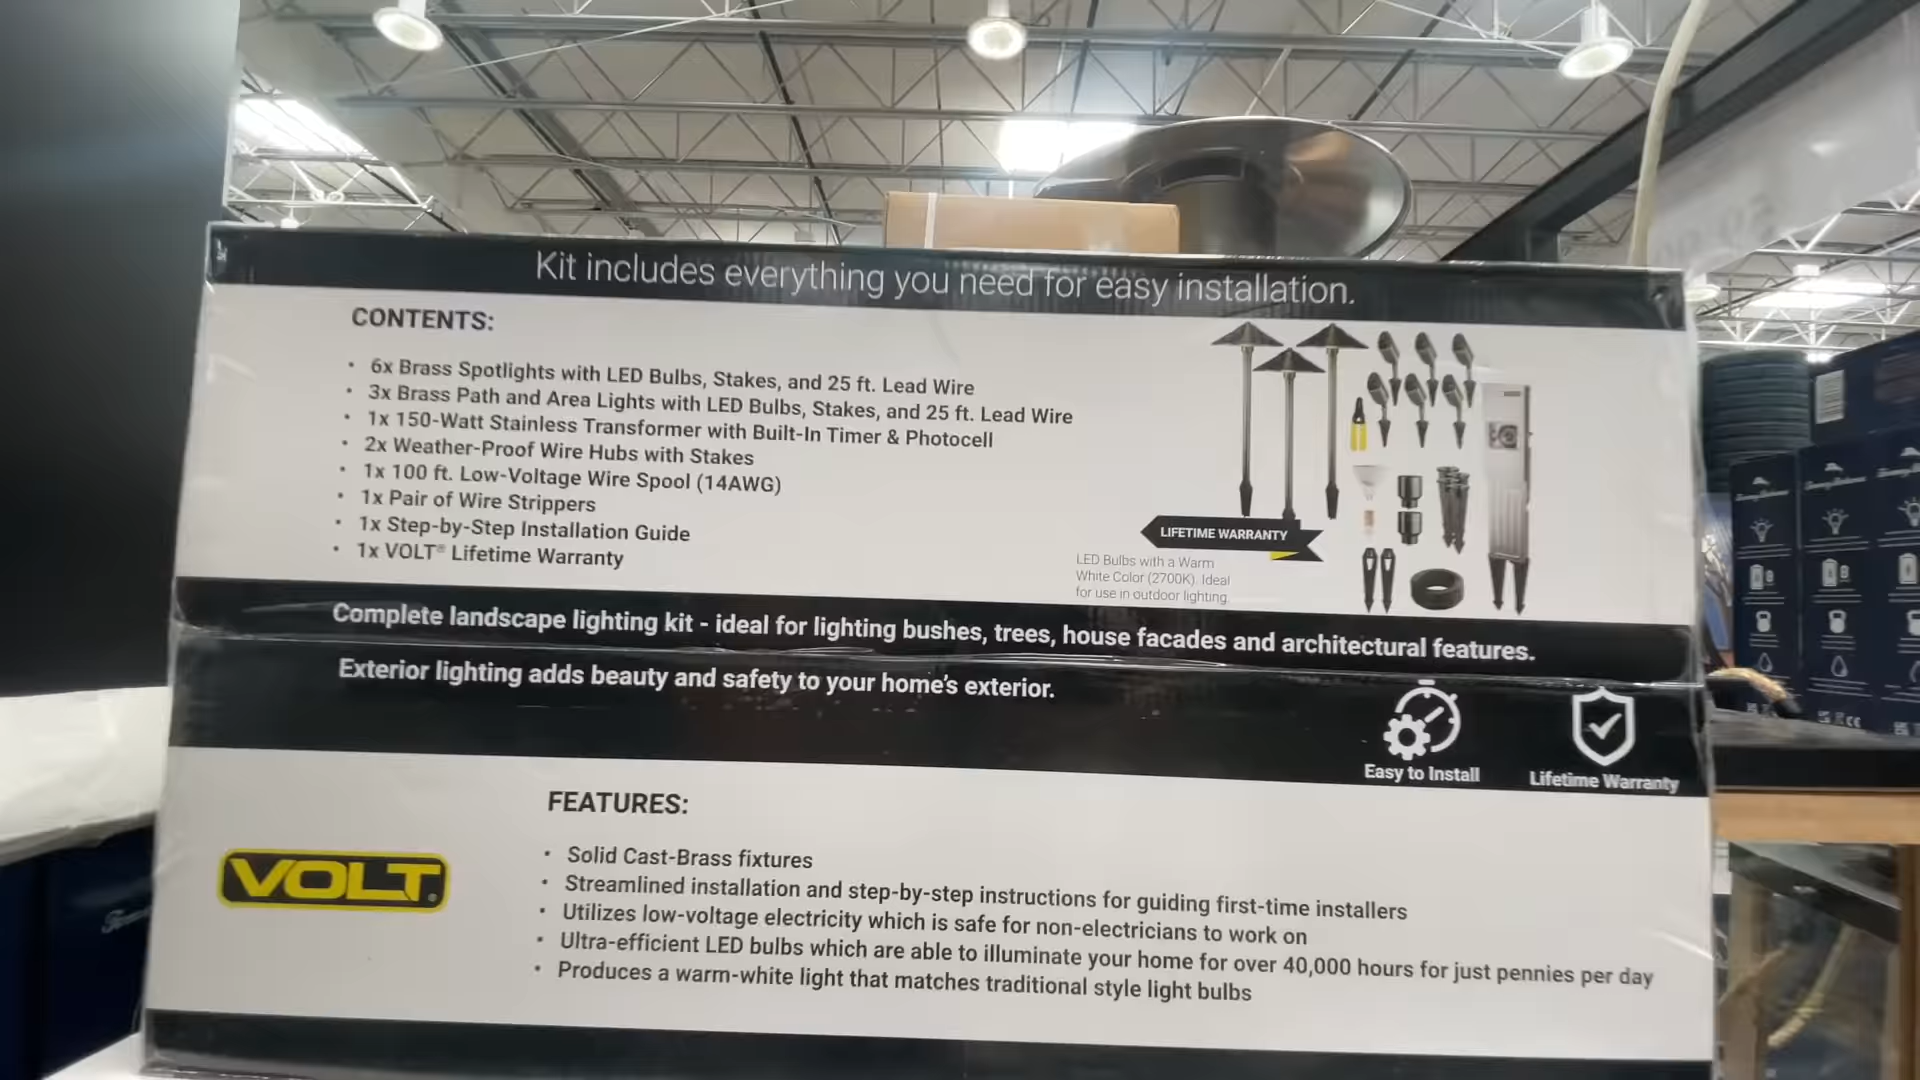 Kit includes everything you need for easy installation.
CONTENTS:
• 6x Brass Spotlights with LED Bulbs, Stakes, and 25 ft. Lead Wire
• 3x Brass Path and Area Lights with LED Bulbs, Stakes, and 25 ft. Lead Wire
• 1x 150-Watt Stainless Transformer with Built-In Timer & Photocell
• 2x Weather-Proof Wire Hubs with Stakes
• 1x 100 ft. Low-Voltage Wire Spool (14AWG)
• 1x Pair of Wire Strippers
• 1x Step-by-Step Installation Guide
• 1x VOLT® Lifetime Warranty
LIFETIME WARRANTY
LED Bulbs with a Warm
White Color (2700K). Ideal
for use in outdoor lighting.
Complete landscape lighting kit - ideal for lighting bushes, trees, house facades and architectural features.
Exterior lighting adds beauty and safety to your home's exterior.
Easy to Install
Lifetime Warranty
FEATURES:
VOLT®
• Solid Cast-Brass fixtures
• Streamlined installation and step-by-step instructions for guiding first-time installers
• Utilizes low-voltage electricity which is safe for non-electricians to work on
• Ultra-efficient LED bulbs which are able to illuminate your home for over 40,000 hours for just pennies per day
• Produces a warm-white light that matches traditional style light bulbs